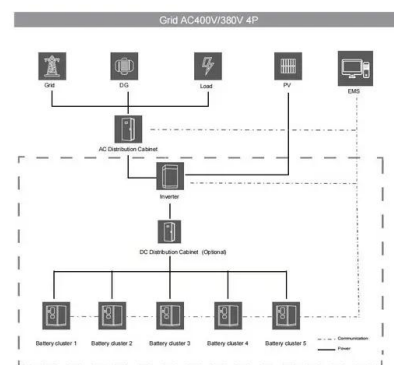 Grid AC400V/380V 4P
Grid
DG
Load
PV
EMS
AC Distribution Cabinet
Inverter
DC Distribution Cabinet (Optional)
Battery cluster 1
Battery cluster 2
Battery cluster 3
Battery cluster 4
Battery cluster 5
Communication
Power